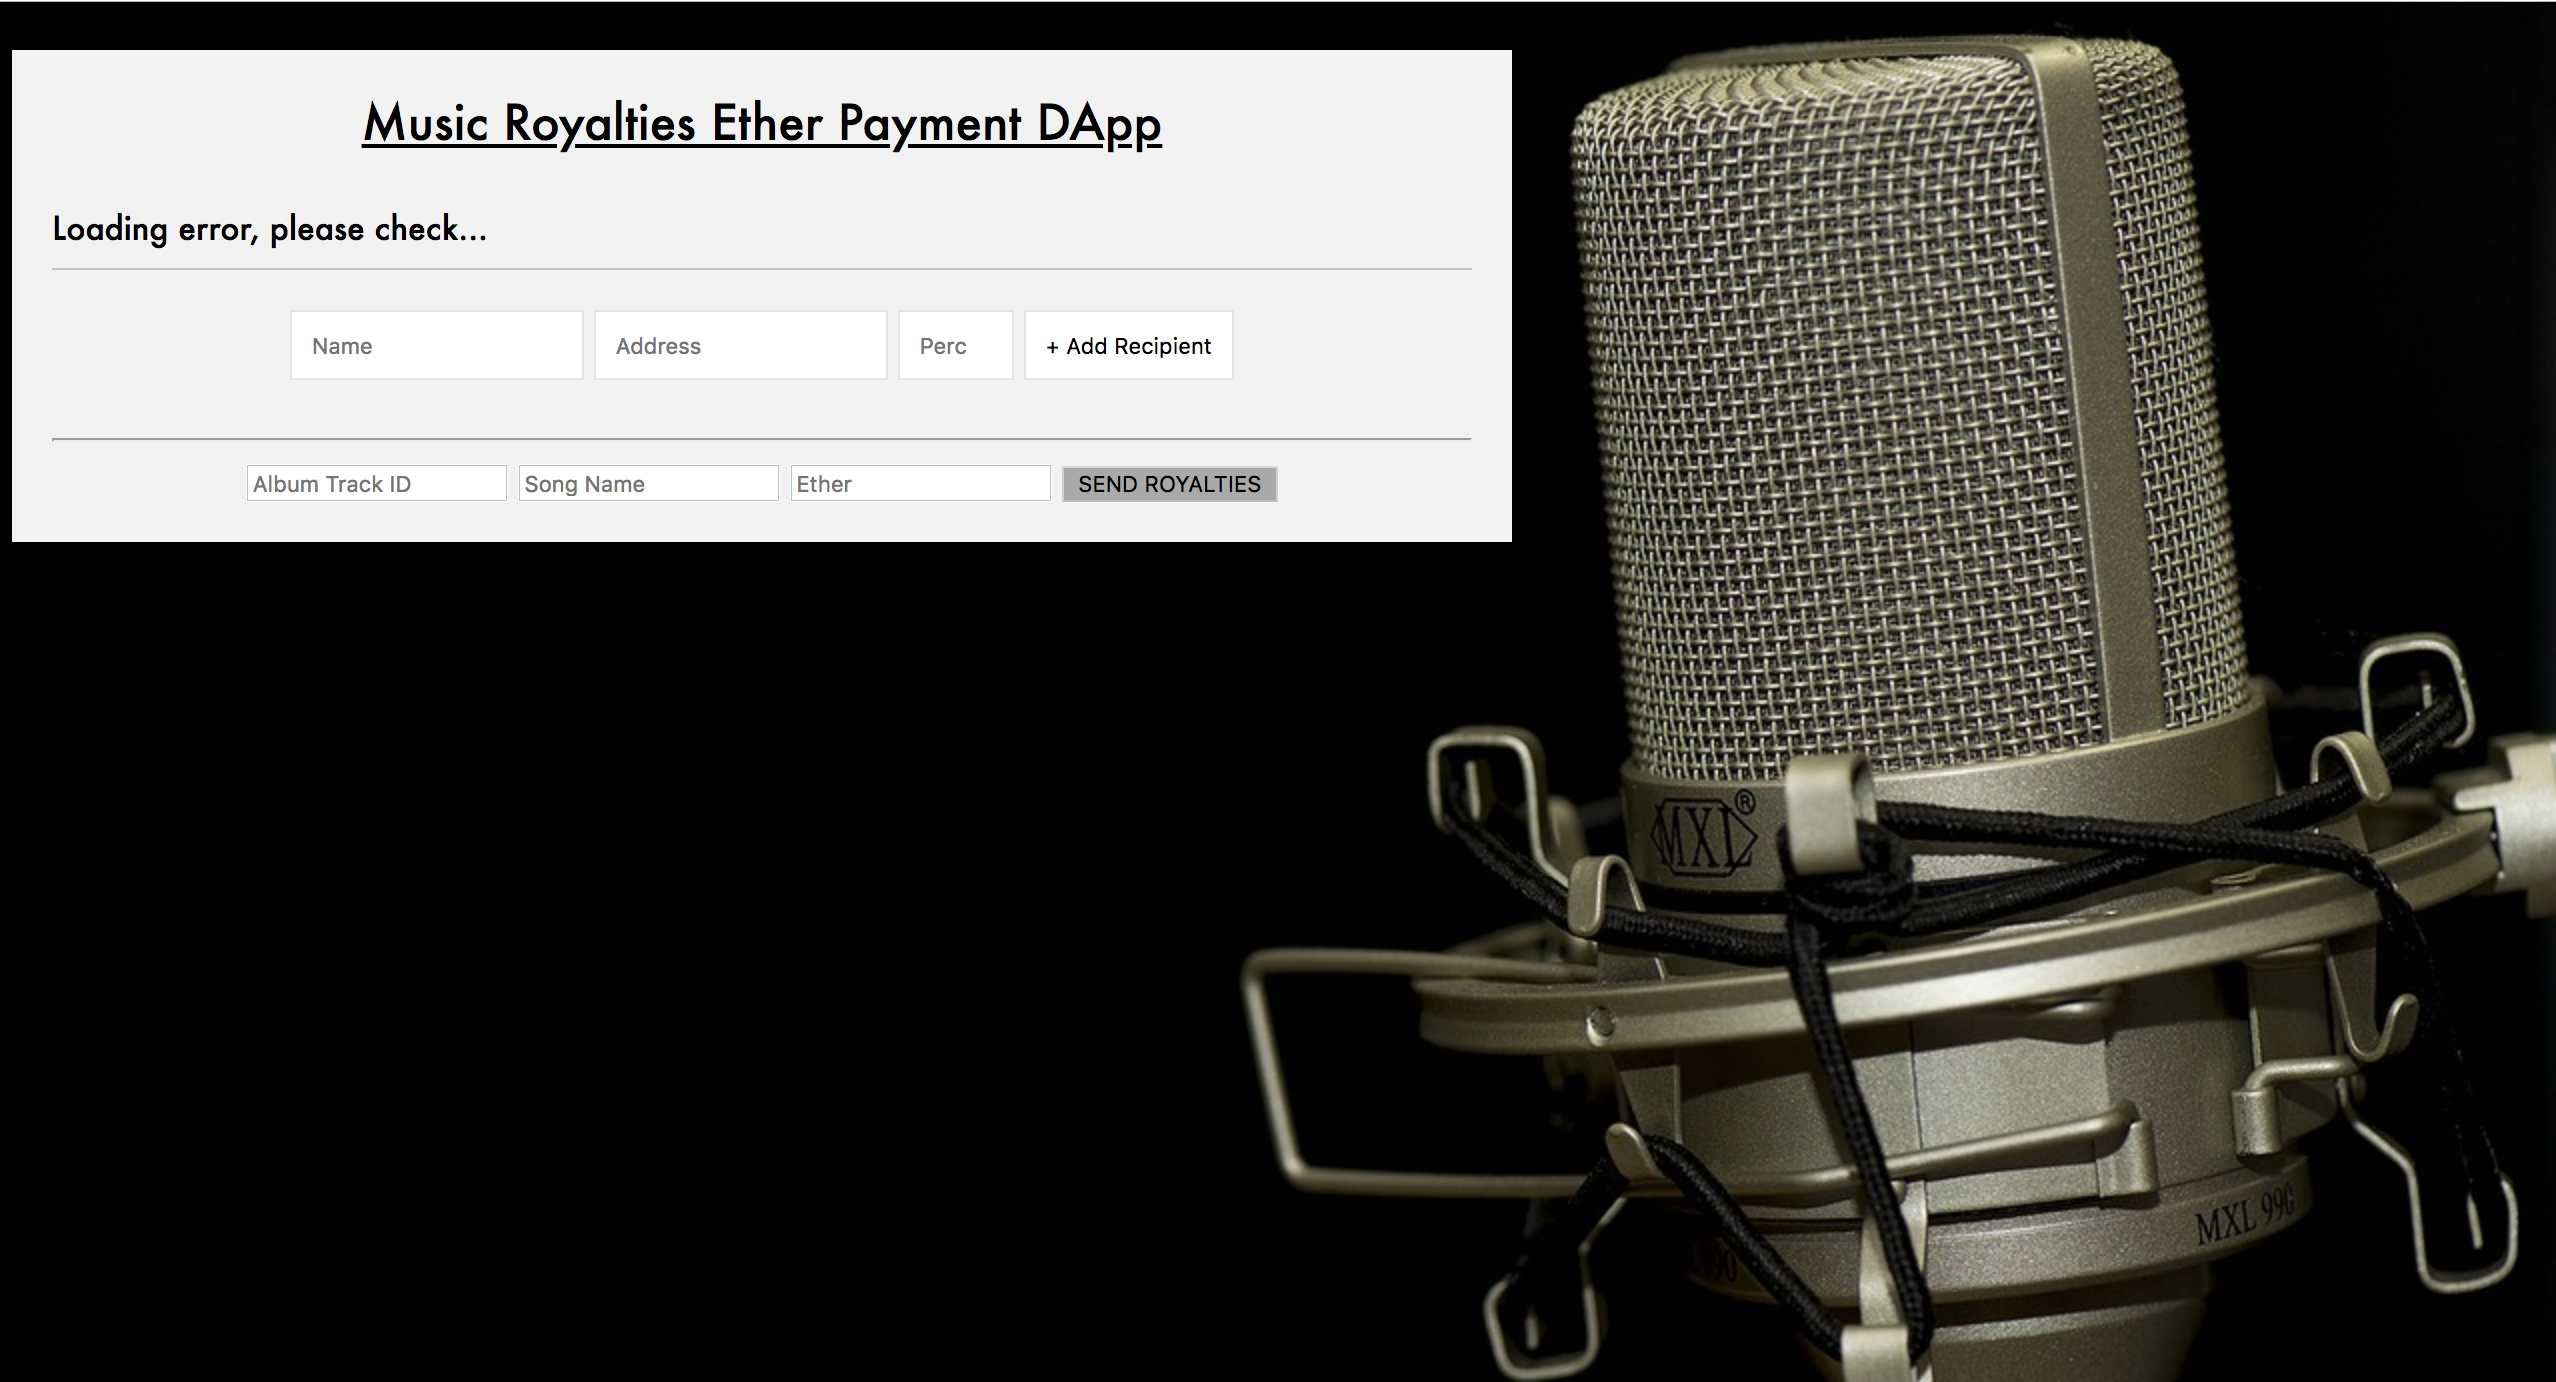 Music Royalties Ether Payment DApp
Loading error, please check...
Name Address Perc + Add Recipient
Album Track ID Song Name Ether SEND ROYALTIES
MXL®
MXL 990